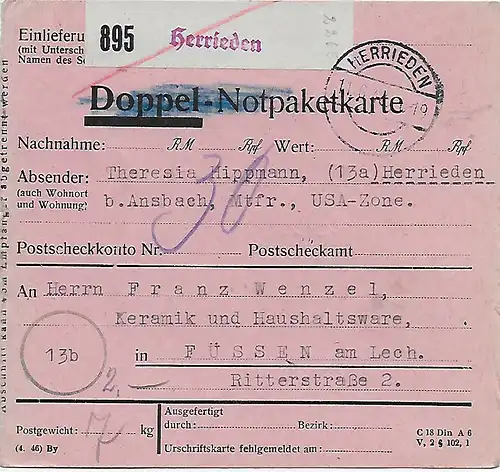 Einlieferu
(mit Untersch
Namen des
895 Herrieden
HERRIEDEN
Doppel-Notpaketkarte
Nachnahme: RM Rpf Wert: RM Rpf
Absender: Theresia Hippmann, (13a)Herrieden
(auch Wohnort
und Wohnung) b.Ansbach, Mtfr., USA-Zone.
30
Postscheckkonto Nr. Postscheckamt
An Herrn Franz Wenzel,
Keramik und Haushaltsware,
13b in FÜSSEN am Lech.
2,—
Ritterstraße 2.
Postgewicht: 7 kg
Ausgefertigt
durch: Bezirk:
Urschriftskarte fehlgemeldet am:
(4. 46) By
C 18 Din A 6
V, 2 § 102, 1